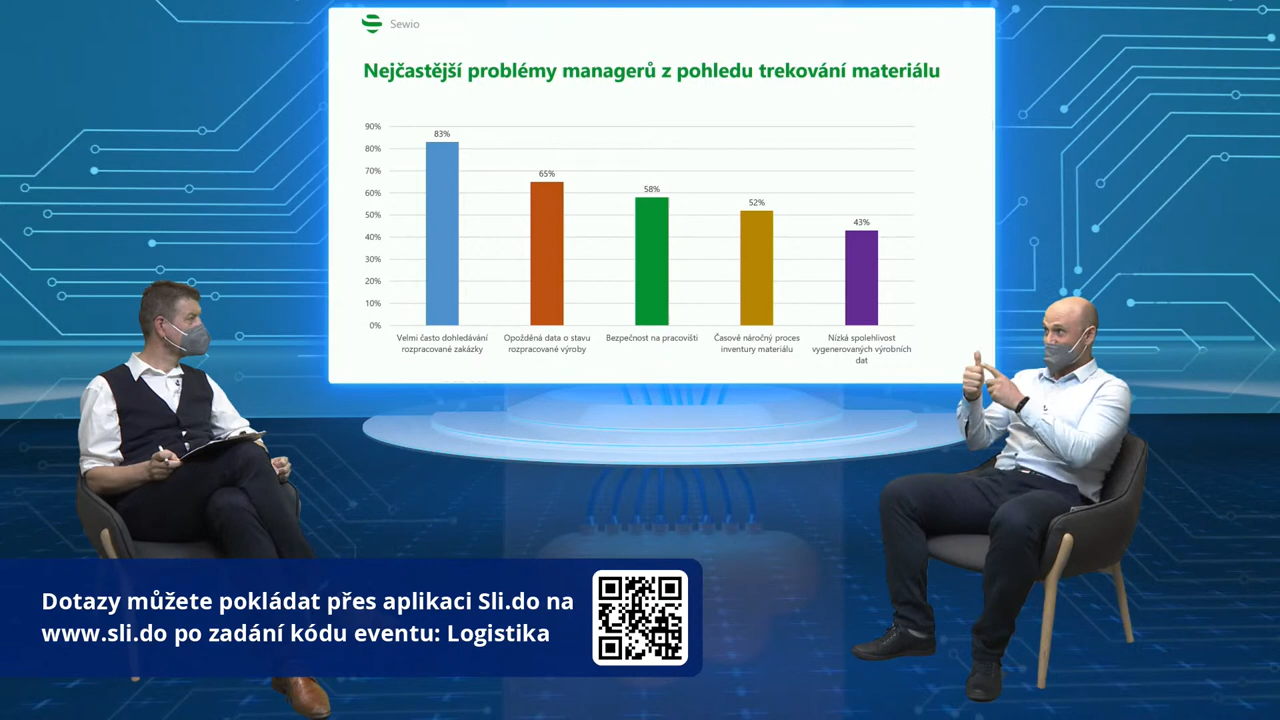 Sewio
Nejčastější problémy managerů z pohledu trekování materiálu
90%
80%
70%
60%
50%
40%
30%
20%
10%
0%
83%
65%
58%
52%
43%
Velmi často dohledávání
rozpracované zakázky
Opožděná data o stavu
rozpracované výroby
Bezpečnost na pracovišti
Časově náročný proces
inventury materiálu
Nízká spolehlivost
vygenerovaných výrobních
dat
Dotazy můžete pokládat přes aplikaci Sli.do na
www.sli.do po zadání kódu eventu: Logistika